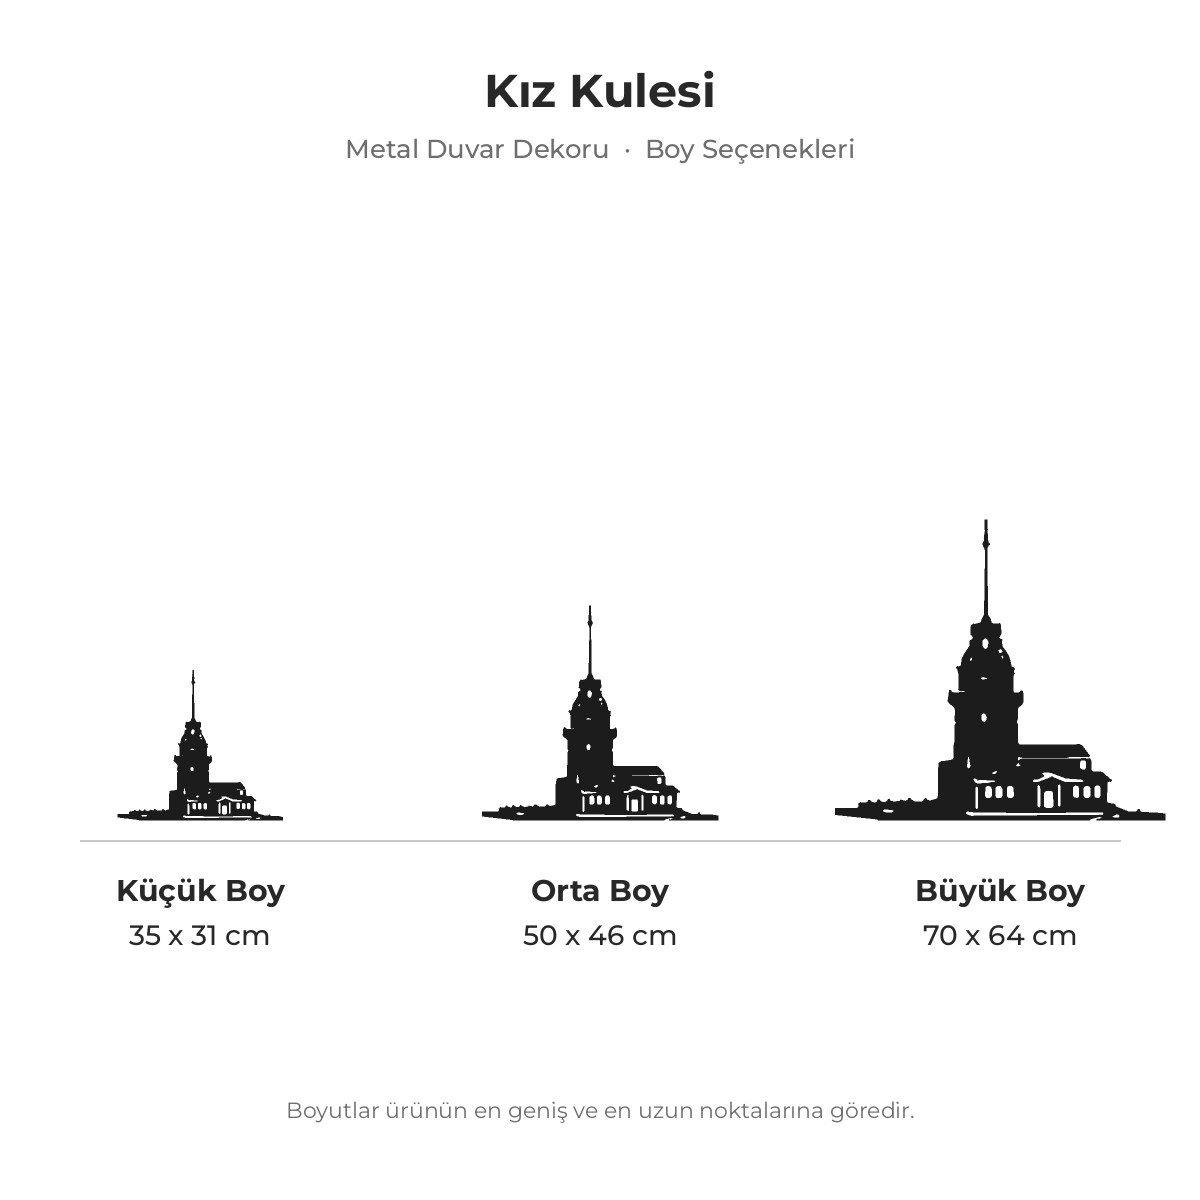 Kız Kulesi
Metal Duvar Dekoru · Boy Seçenekleri
Küçük Boy
35 x 31 cm
Orta Boy
50 x 46 cm
Büyük Boy
70 x 64 cm
Boyutlar ürünün en geniş ve en uzun noktalarına göredir.